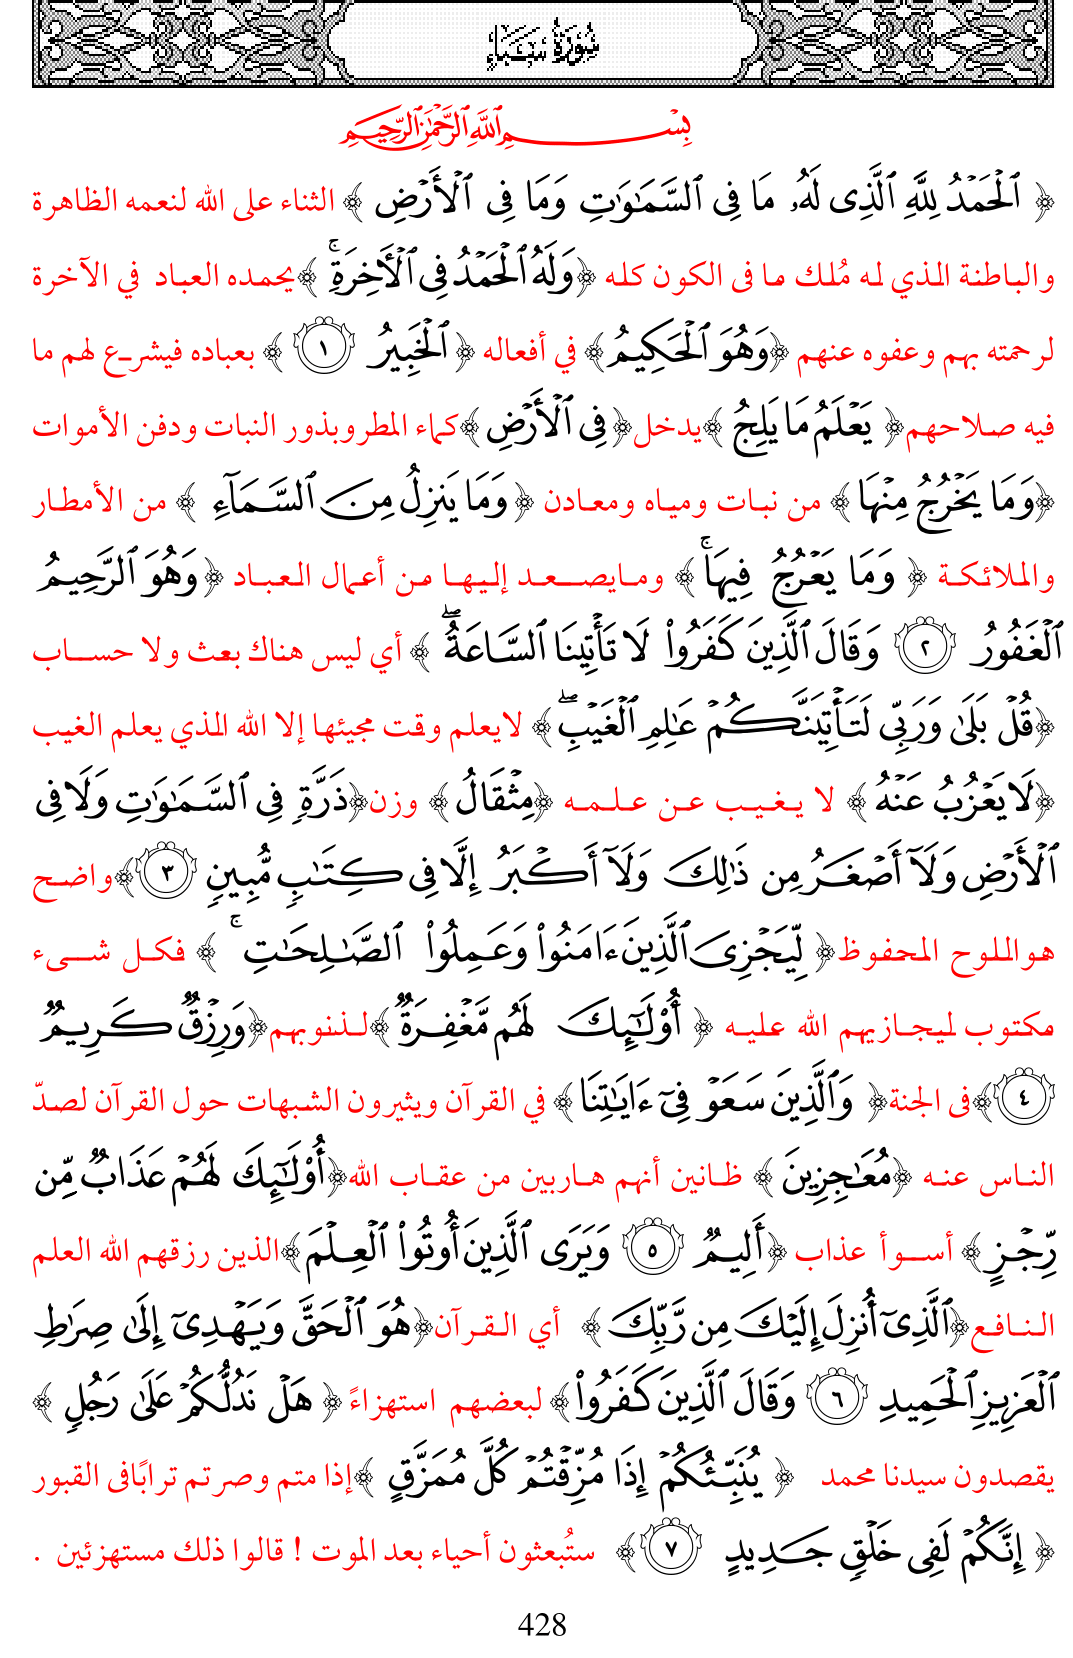 سُورَةُ سَبَإٍ
بِسْمِ ٱللَّهِ ٱلرَّحْمَٰنِ ٱلرَّحِيمِ
﴿ ٱلْحَمْدُ لِلَّهِ ٱلَّذِى لَهُۥ مَا فِى ٱلسَّمَٰوَٰتِ وَمَا فِى ٱلْأَرْضِ ﴾ الثناء على الله لنعمه الظاهرة
والباطنة الذي له مُلك ما فى الكون كله ﴿وَلَهُ ٱلْحَمْدُ فِى ٱلْأَخِرَةِ ۚ ﴾يحمده العباد في الآخرة
لرحمته بهم وعفوه عنهم ﴿وَهُوَ ٱلْحَكِيمُ﴾ في أفعاله ﴿ ٱلْخَبِيرُ ١ ﴾ بعباده فيشرع لهم ما
فيه صلاحهم﴿ يَعْلَمُ مَا يَلِجُ ﴾يدخل﴿ فِى ٱلْأَرْضِ ﴾كماء المطروبذور النبات ودفن الأموات
﴿وَمَا يَخْرُجُ مِنْهَا ﴾ من نبات ومياه ومعادن ﴿ وَمَا يَنزِلُ مِنَ ٱلسَّمَآءِ ﴾ من الأمطار
والملائكة ﴿ وَمَا يَعْرُجُ فِيهَا ۚ ﴾ ومايصعد إليها من أعمال العباد ﴿ وَهُوَ ٱلرَّحِيمُ
ٱلْغَفُورُ ٢ وَقَالَ ٱلَّذِينَ كَفَرُوا۟ لَا تَأْتِينَا ٱلسَّاعَةُ ۖ ﴾ أي ليس هناك بعث ولا حساب
﴿قُلْ بَلَىٰ وَرَبِّى لَتَأْتِيَنَّكُمْ عَٰلِمِ ٱلْغَيْبِ ۖ ﴾ لايعلم وقت مجيئها إلا الله الذي يعلم الغيب
﴿لَا يَعْزُبُ عَنْهُ ﴾ لا يغيب عن علمه ﴿مِثْقَالُ ﴾ وزن﴿ذَرَّةٍ فِى ٱلسَّمَٰوَٰتِ وَلَا فِى
ٱلْأَرْضِ وَلَآ أَصْغَرُ مِن ذَٰلِكَ وَلَآ أَكْبَرُ إِلَّا فِى كِتَٰبٍ مُّبِينٍ ٣ ﴾واضح
هواللوح المحفوظ﴿ لِّيَجْزِىَ ٱلَّذِينَ ءَامَنُوا۟ وَعَمِلُوا۟ ٱلصَّٰلِحَٰتِ ۚ ﴾ فكل شىء
مكتوب ليجازيهم الله عليه ﴿ أُو۟لَٰٓئِكَ لَهُم مَّغْفِرَةٌ ﴾لذنوبهم﴿وَرِزْقٌ كَرِيمٌ
٤ ﴾فى الجنة﴿ وَٱلَّذِينَ سَعَوْ فِىٓ ءَايَٰتِنَا ﴾ في القرآن ويثيرون الشبهات حول القرآن لصدّ
الناس عنه ﴿مُعَٰجِزِينَ ﴾ ظانين أنهم هاربين من عقاب الله﴿أُو۟لَٰٓئِكَ لَهُمْ عَذَابٌ مِّن
رِّجْزٍ ﴾ أسوأ عذاب ﴿أَلِيمٌ ٥ وَيَرَى ٱلَّذِينَ أُوتُوا۟ ٱلْعِلْمَ ﴾الذين رزقهم الله العلم
النافع﴿ٱلَّذِىٓ أُنزِلَ إِلَيْكَ مِن رَّبِّكَ ﴾ أي القرآن﴿هُوَ ٱلْحَقَّ وَيَهْدِىٓ إِلَىٰ صِرَٰطِ
ٱلْعَزِيزِ ٱلْحَمِيدِ ٦ وَقَالَ ٱلَّذِينَ كَفَرُوا۟ ﴾ لبعضهم استهزاءً﴿ هَلْ نَدُلُّكُمْ عَلَىٰ رَجُلٍ ﴾
يقصدون سيدنا محمد ﴿ يُنَبِّئُكُمْ إِذَا مُزِّقْتُمْ كُلَّ مُمَزَّقٍ ﴾إذا متم وصرتم ترابًافى القبور
﴿ إِنَّكُمْ لَفِى خَلْقٍ جَدِيدٍ ٧ ﴾ ستُبعثون أحياء بعد الموت ! قالوا ذلك مستهزئين .
428